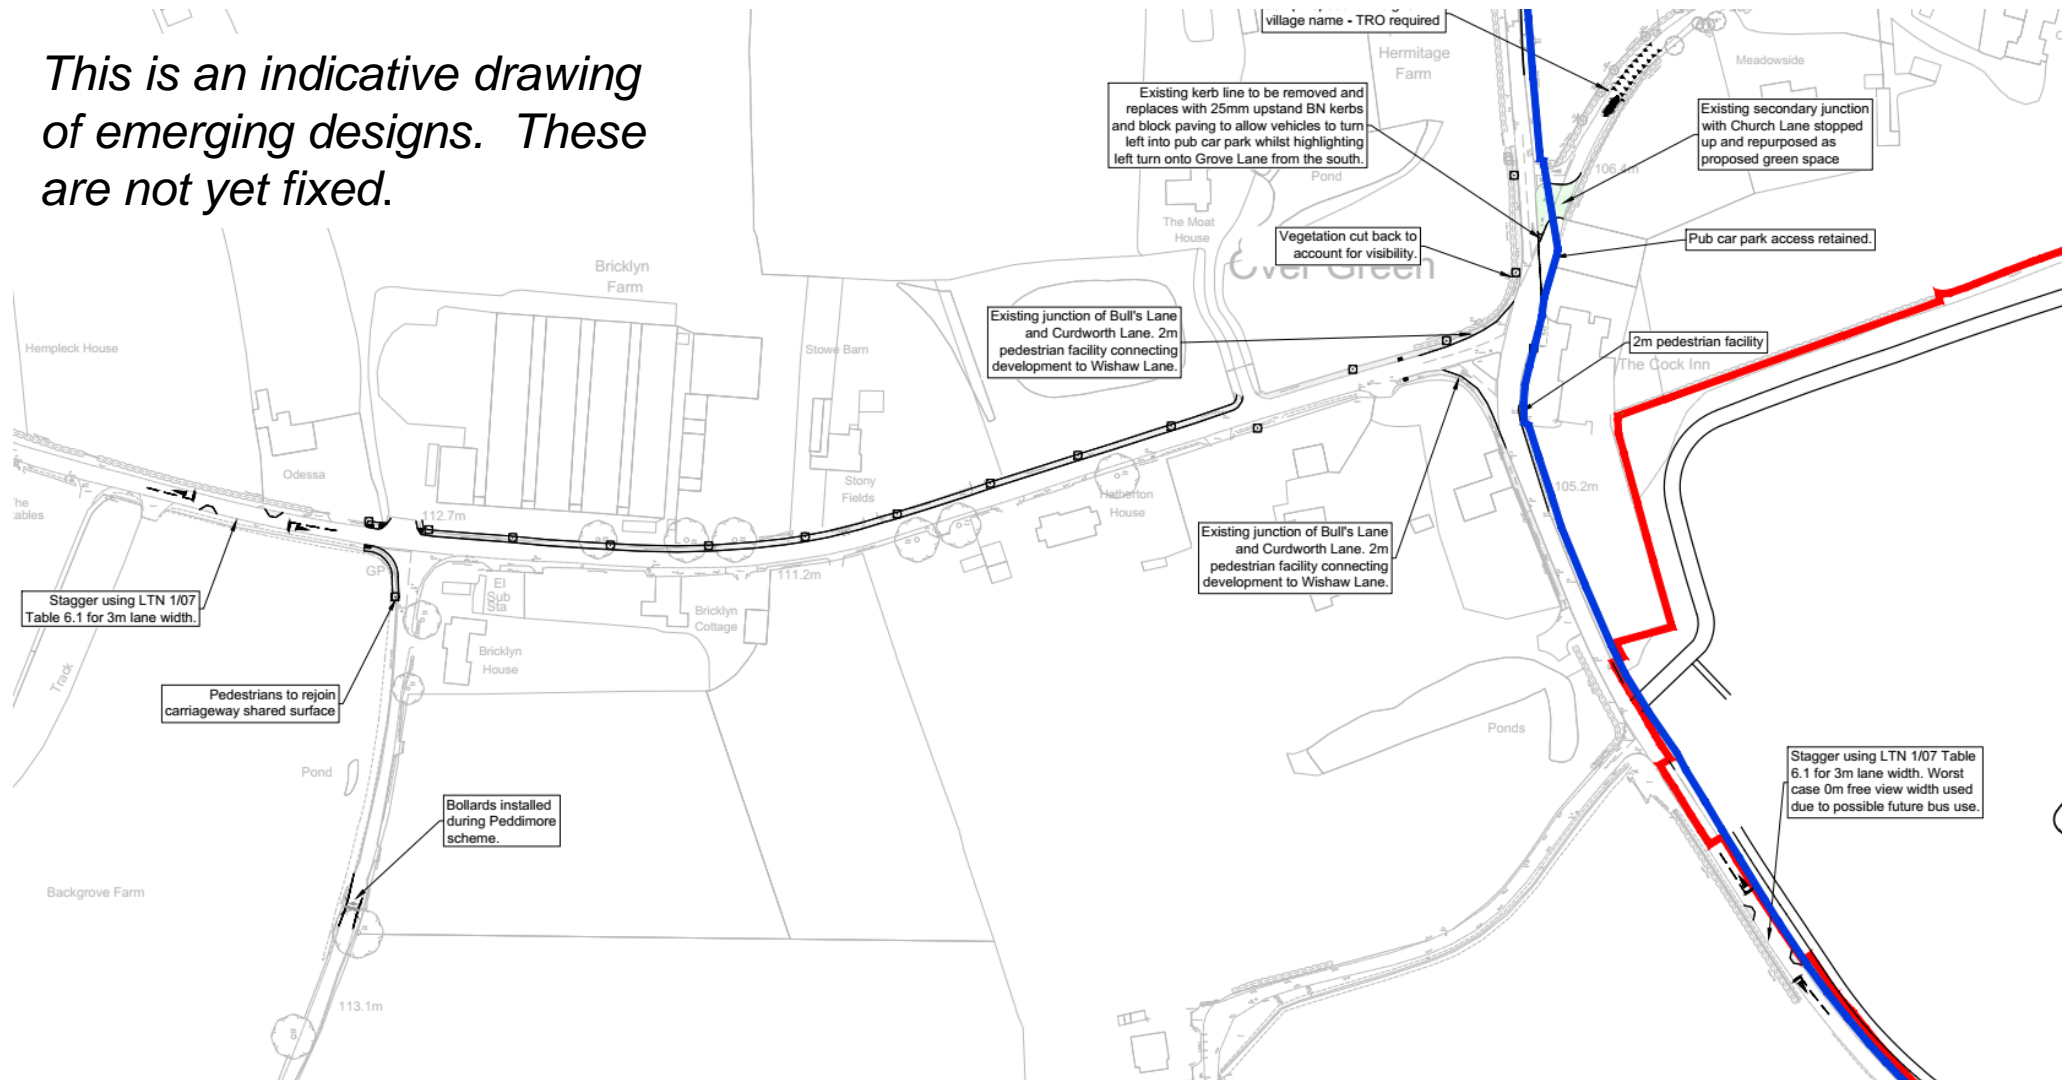 This is an indicative drawing
of emerging designs. These
are not yet fixed.
village name - TRO required
Hermitage
Farm
Meadowside
Existing kerb line to be removed and
replaces with 25mm upstand BN kerbs
and block paving to allow vehicles to turn
left into pub car park whilst highlighting
left turn onto Grove Lane from the south.
Existing secondary junction
with Church Lane stopped
up and repurposed as
proposed green space
106.4m
Pond
The Moat
House
Vegetation cut back to
account for visibility.
Pub car park access retained.
Over Green
Bricklyn
Farm
Existing junction of Bull's Lane
and Curdworth Lane. 2m
pedestrian facility connecting
development to Wishaw Lane.
2m pedestrian facility
The Cock Inn
Hempleck House
Stowe Barn
Odessa
Stony
Fields
Hatherton
House
105.2m
112.7m
111.2m
GP
El
Sub
Sta
Existing junction of Bull's Lane
and Curdworth Lane. 2m
pedestrian facility connecting
development to Wishaw Lane.
Stagger using LTN 1/07
Table 6.1 for 3m lane width.
Bricklyn
Cottage
Bricklyn
House
Track
Pedestrians to rejoin
carriageway shared surface
Ponds
Pond
Stagger using LTN 1/07 Table
6.1 for 3m lane width. Worst
case 0m free view width used
due to possible future bus use.
Bollards installed
during Peddimore
scheme.
Backgrove Farm
113.1m